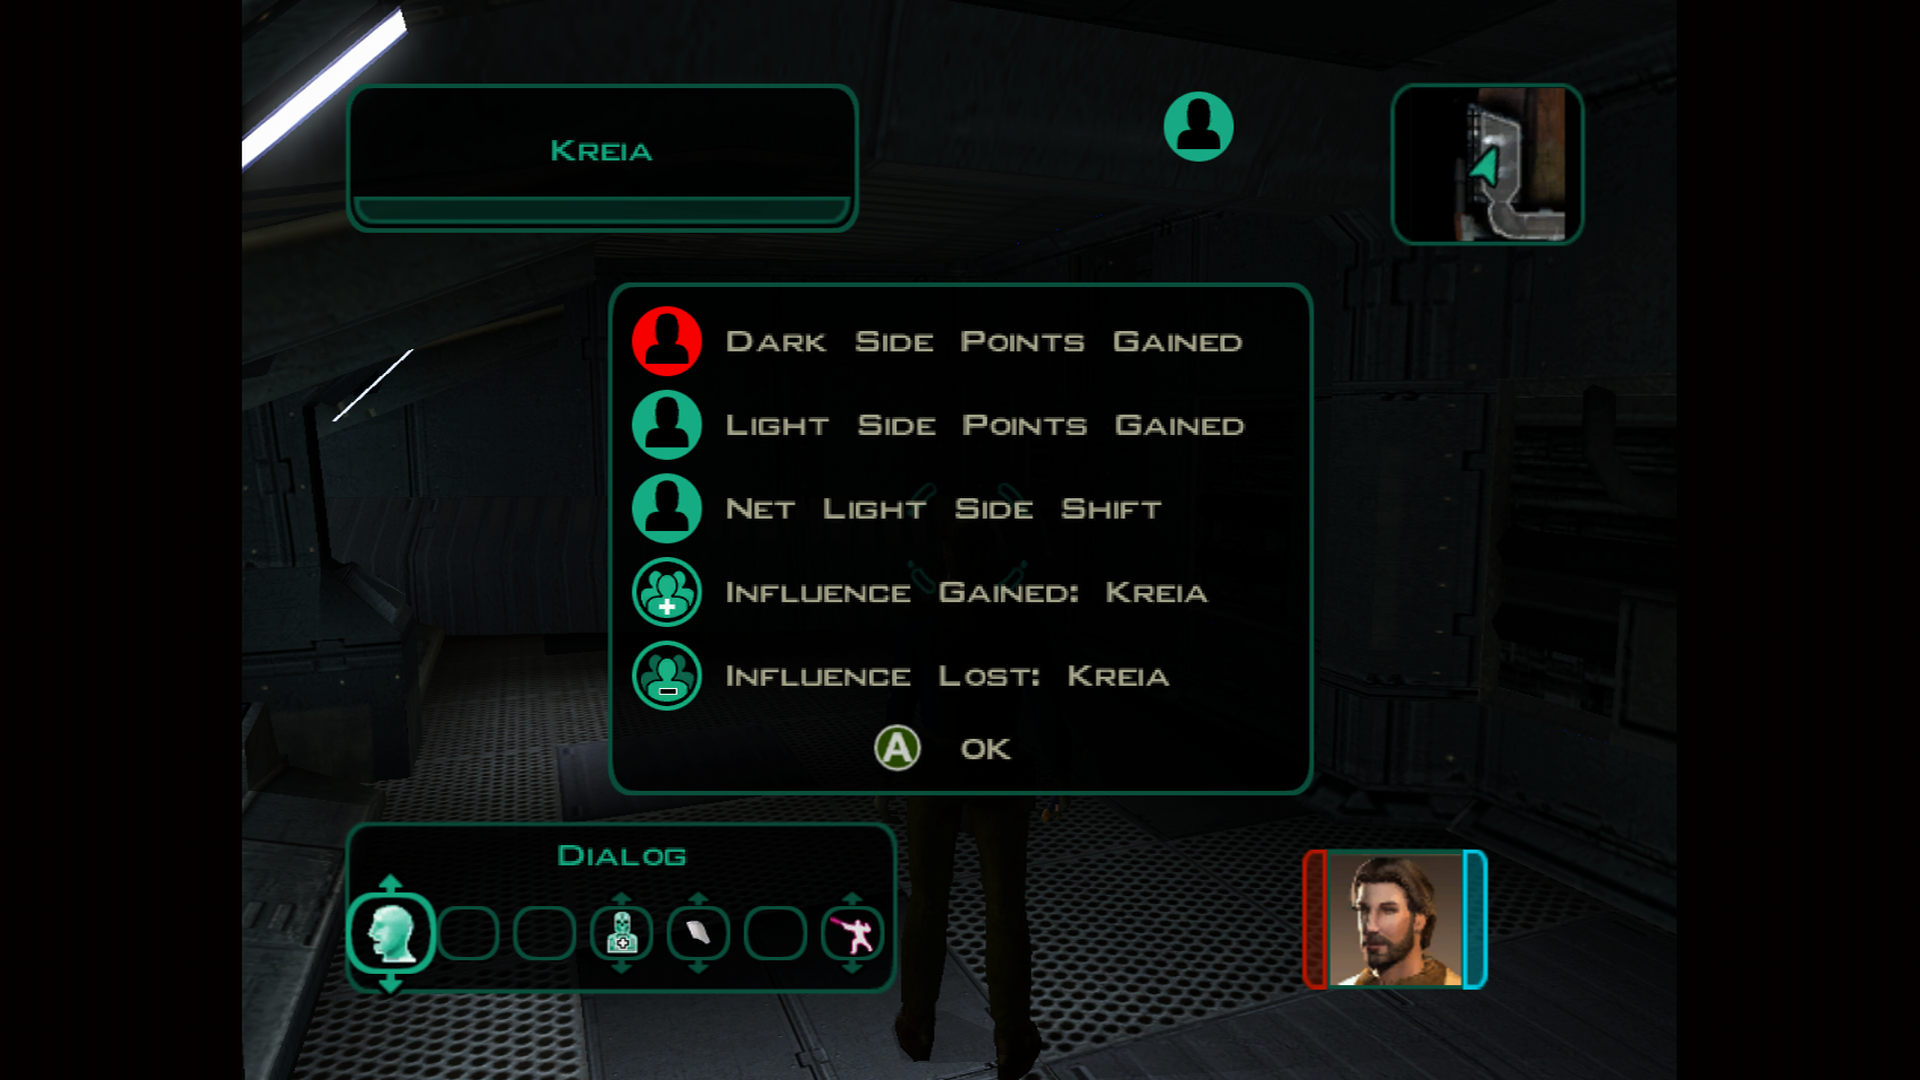 Kreia
Dark Side Points Gained
Light Side Points Gained
Net Light Side Shift
Influence Gained: Kreia
Influence Lost: Kreia
A OK
Dialog